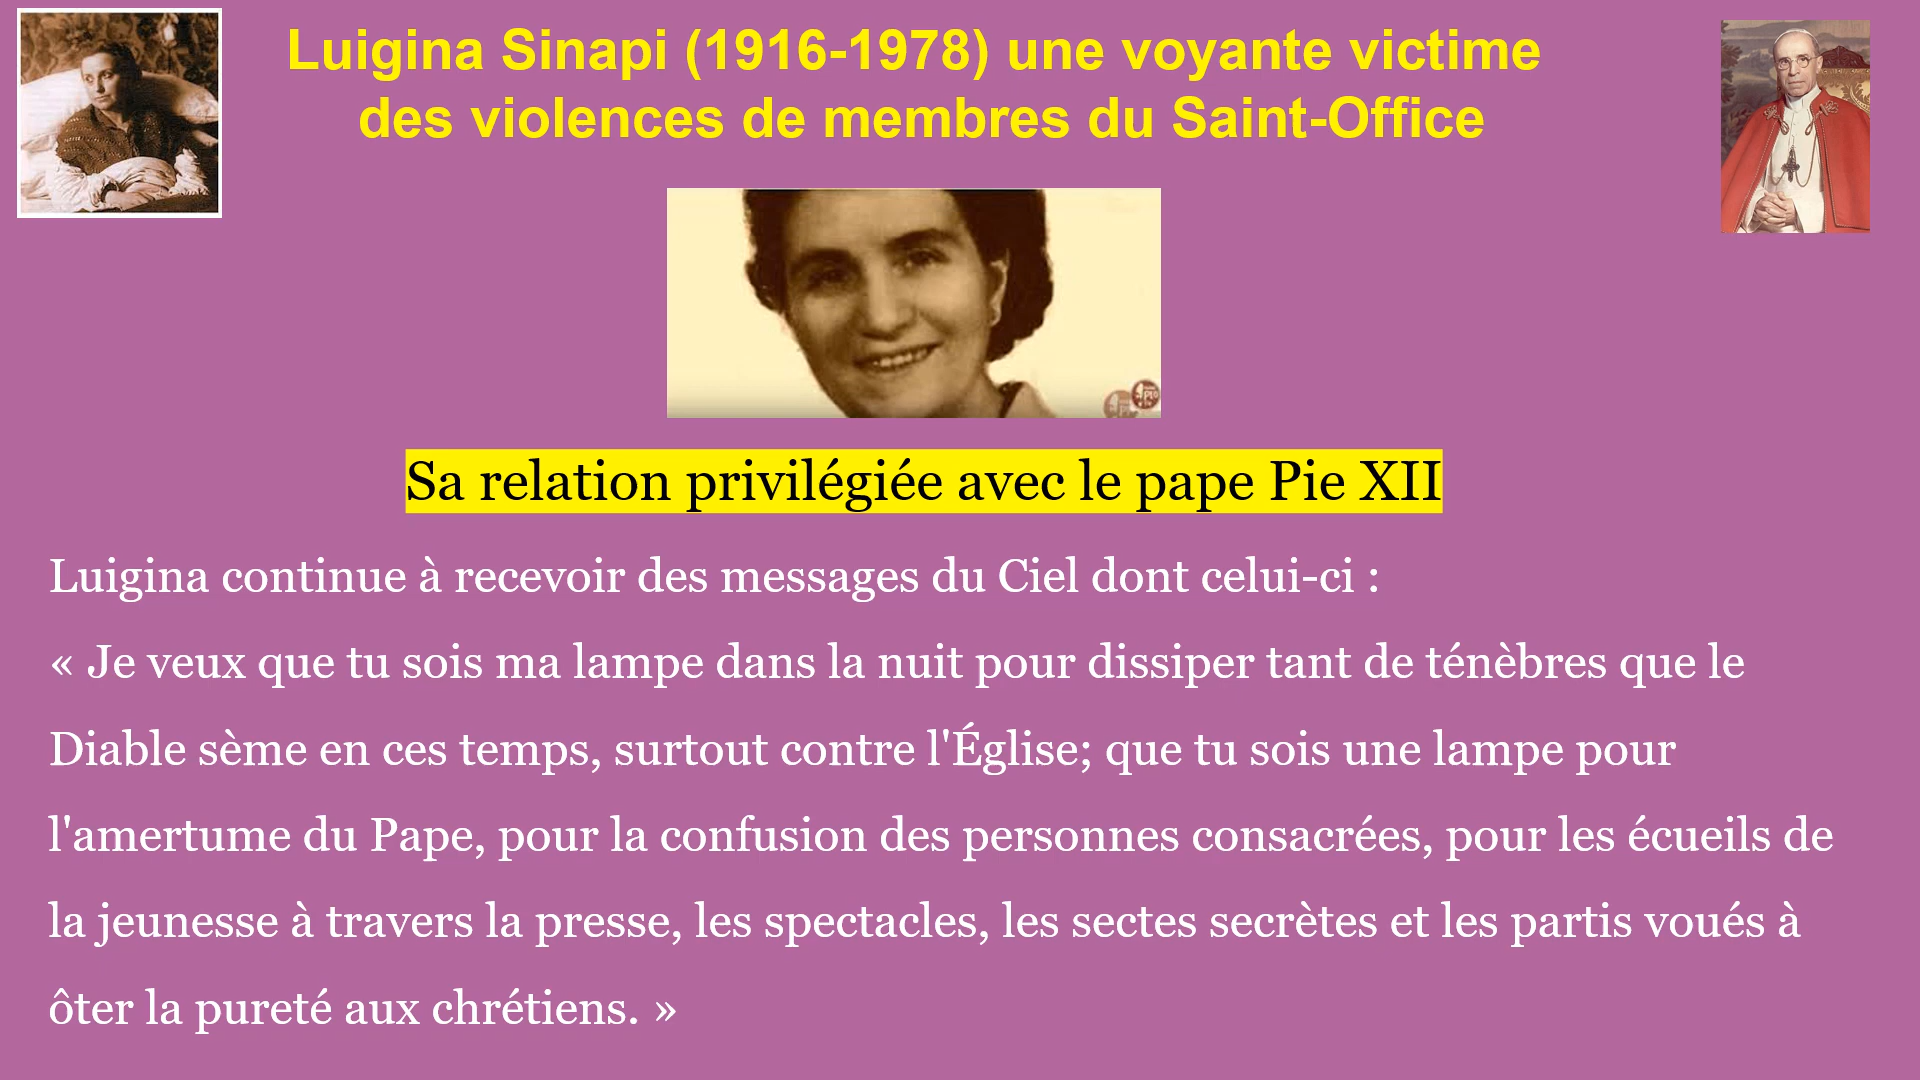 Luigina Sinapi (1916-1978) une voyante victime
des violences de membres du Saint-Office
Sa relation privilégiée avec le pape Pie XII
Luigina continue à recevoir des messages du Ciel dont celui-ci :
« Je veux que tu sois ma lampe dans la nuit pour dissiper tant de ténèbres que le
Diable sème en ces temps, surtout contre l'Église; que tu sois une lampe pour
l'amertume du Pape, pour la confusion des personnes consacrées, pour les écueils de
la jeunesse à travers la presse, les spectacles, les sectes secrètes et les partis voués à
ôter la pureté aux chrétiens. »